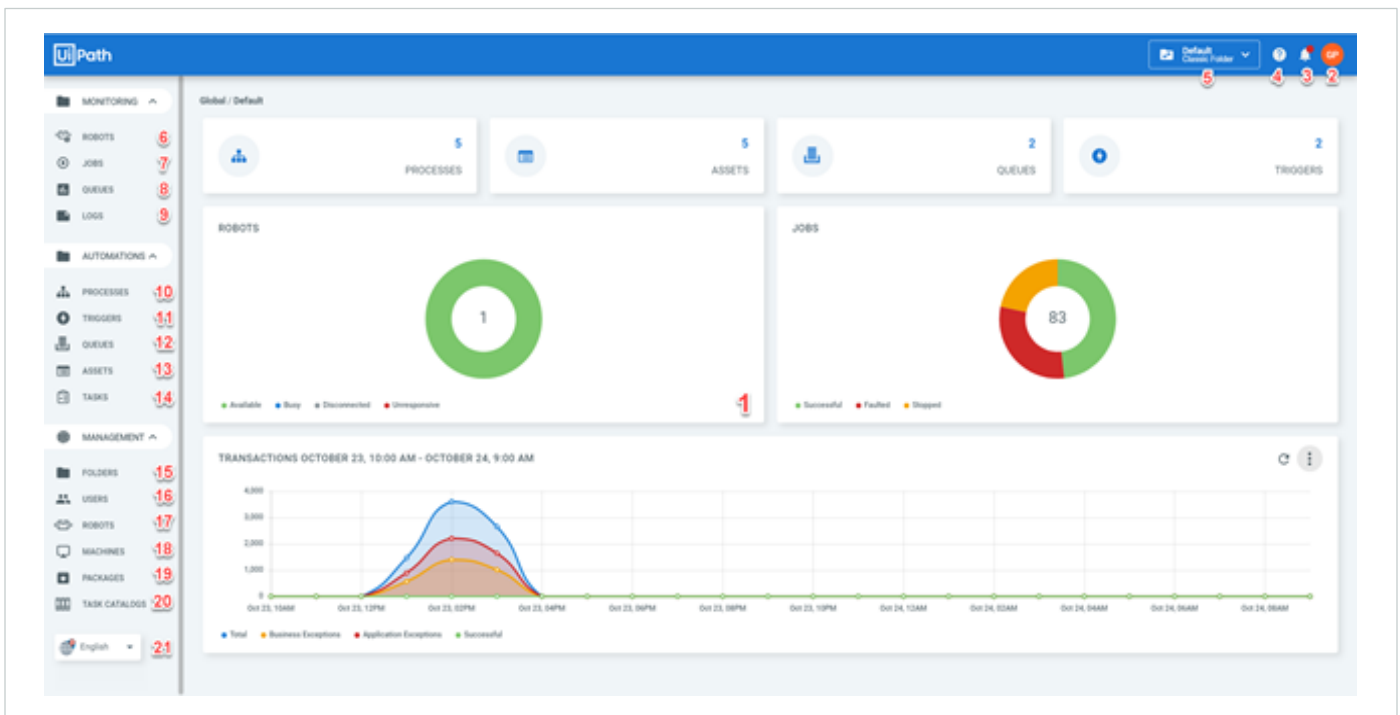 UiPath
Default
Classic Folder
5
4
3
GP
2
MONITORING
ROBOTS 6
JOBS 7
QUEUES 8
LOGS 9
AUTOMATIONS
PROCESSES 10
TRIGGERS 11
QUEUES 12
ASSETS 13
TASKS 14
MANAGEMENT
FOLDERS 15
USERS 16
ROBOTS 17
MACHINES 18
PACKAGES 19
TASK CATALOGS 20
English 21
Global / Default
5
PROCESSES
5
ASSETS
2
QUEUES
2
TRIGGERS
ROBOTS
1
Available Busy Disconnected Unresponsive
1
JOBS
83
Successful Faulted Stopped
TRANSACTIONS OCTOBER 23, 10:00 AM - OCTOBER 24, 9:00 AM
4,000
3,000
2,000
1,000
0
Oct 23, 10AM Oct 23, 12PM Oct 23, 02PM Oct 23, 04PM Oct 23, 06PM Oct 23, 08PM Oct 23, 10PM Oct 24, 12AM Oct 24, 02AM Oct 24, 04AM Oct 24, 06AM Oct 24, 08AM
Total Business Exceptions Application Exceptions Successful